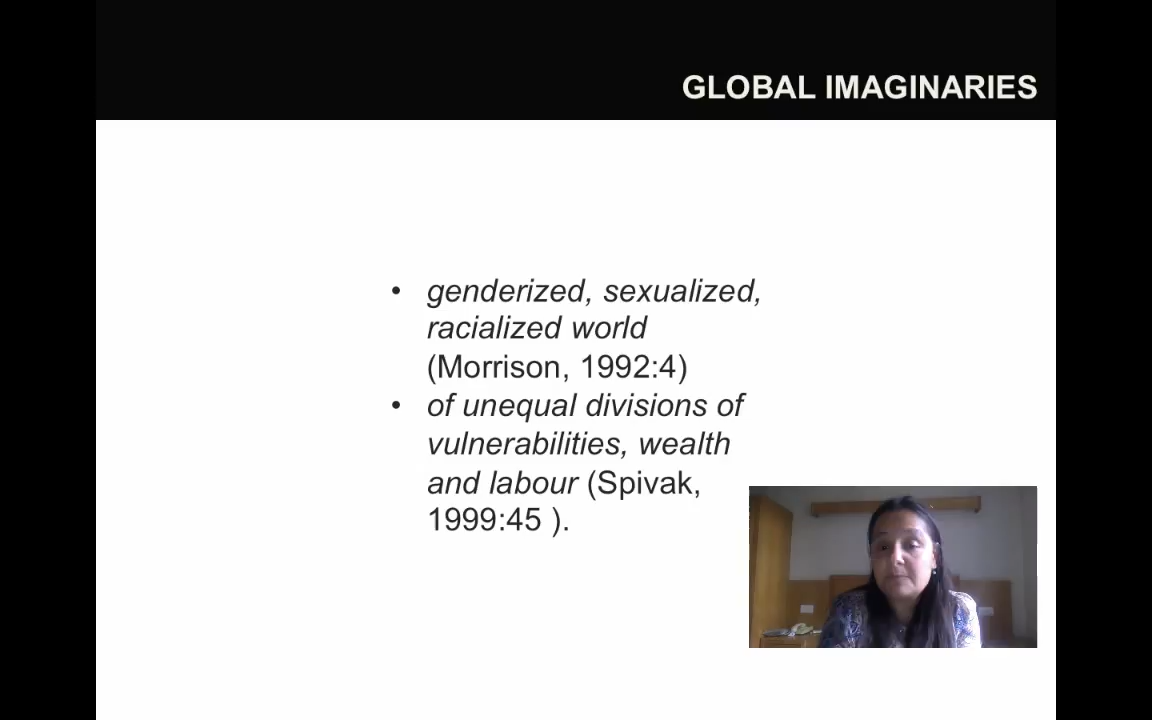 GLOBAL IMAGINARIES
• genderized, sexualized,
racialized world
(Morrison, 1992:4)
• of unequal divisions of
vulnerabilities, wealth
and labour (Spivak,
1999:45 ).